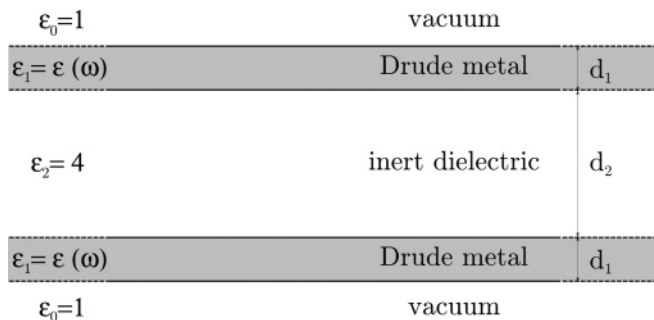 ε₀=1 vacuum
ε₁= ε (ω) Drude metal d₁
ε₂= 4 inert dielectric d₂
ε₁= ε (ω) Drude metal d₁
ε₀=1 vacuum